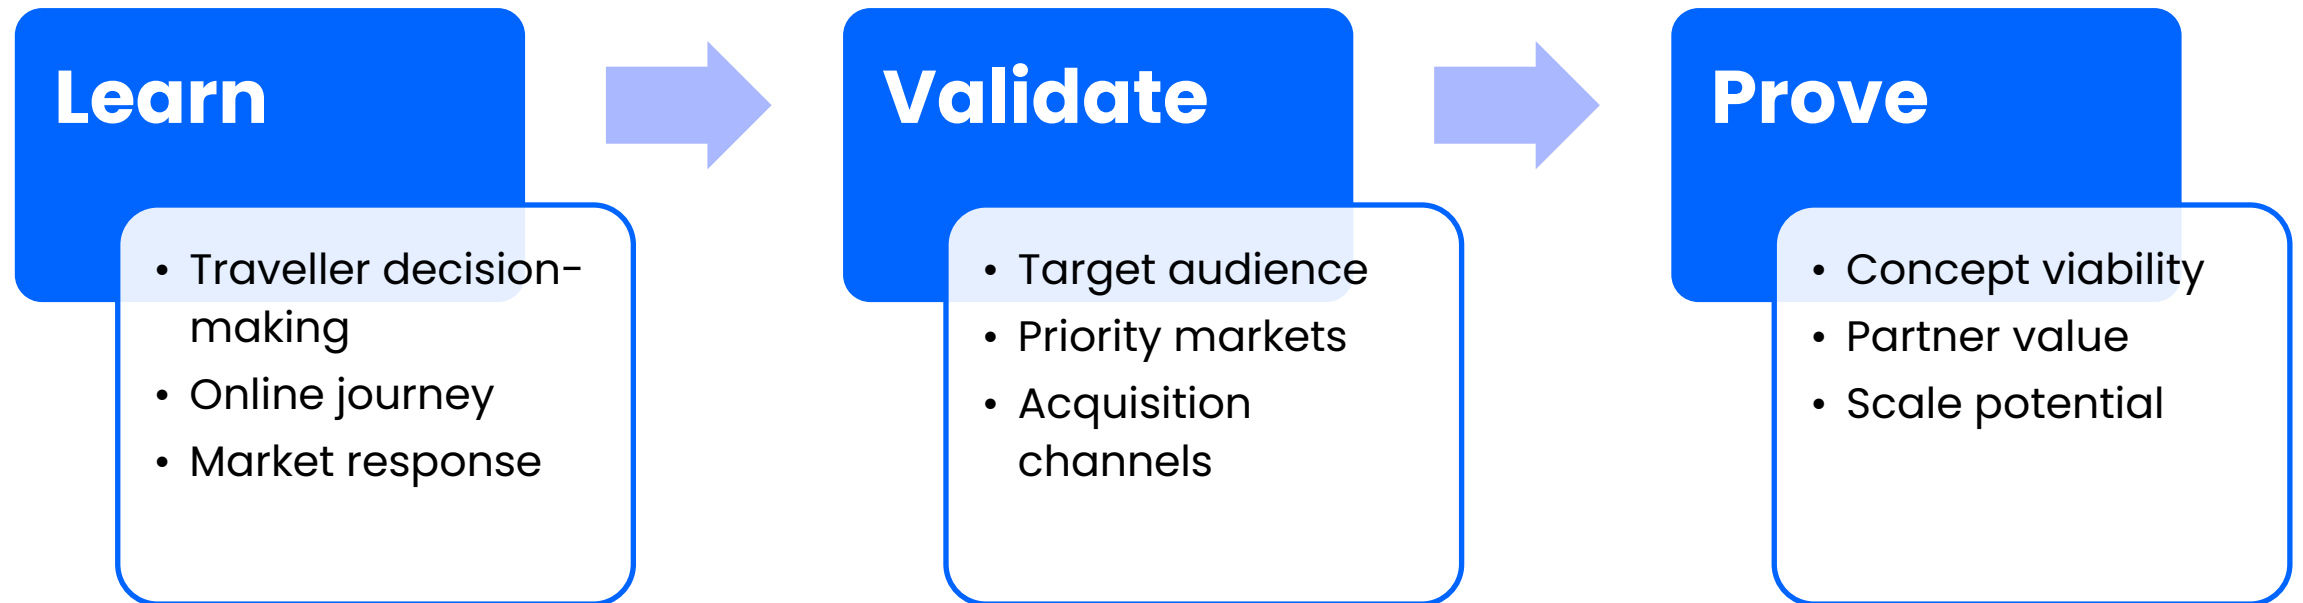 Learn
• Traveller decision-
making
• Online journey
• Market response
Validate
• Target audience
• Priority markets
• Acquisition
channels
Prove
• Concept viability
• Partner value
• Scale potential